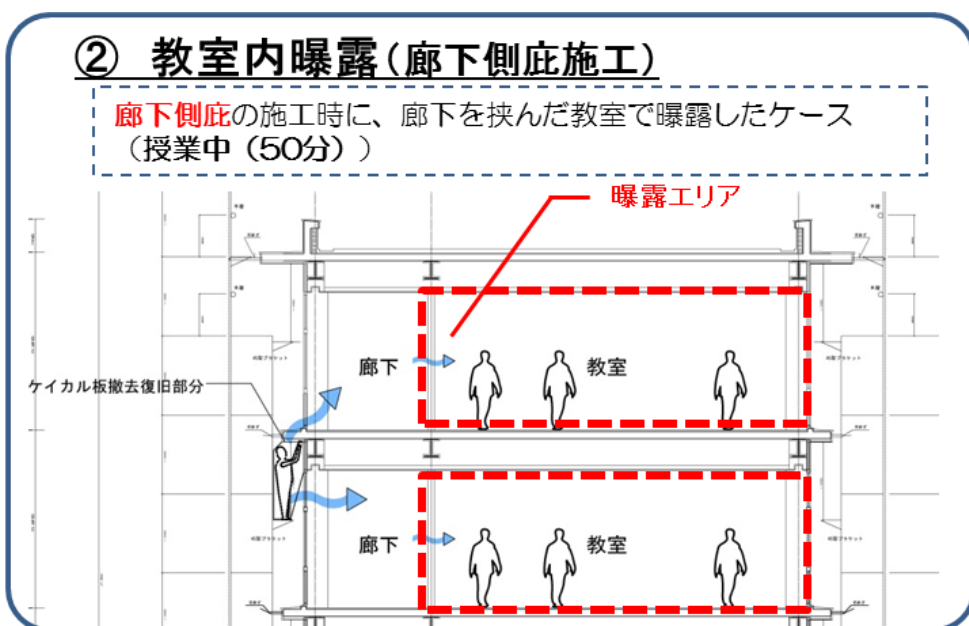 ② 教室内曝露(廊下側庇施工)
廊下側庇の施工時に、廊下を挟んだ教室で曝露したケース
(授業中(50分))
曝露エリア
廊下
教室
ケイカル板撤去復旧部分
廊下
教室